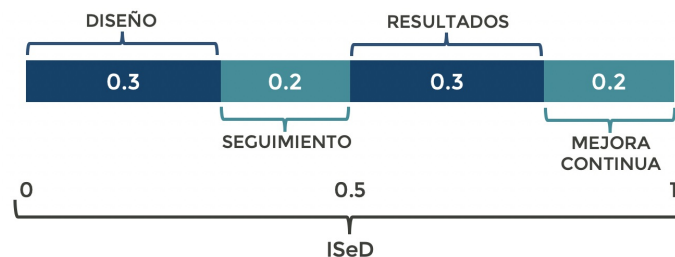 DISEÑO
RESULTADOS
0.3
0.2
0.3
0.2
SEGUIMIENTO
MEJORA
CONTINUA
0
0.5
1
ISeD